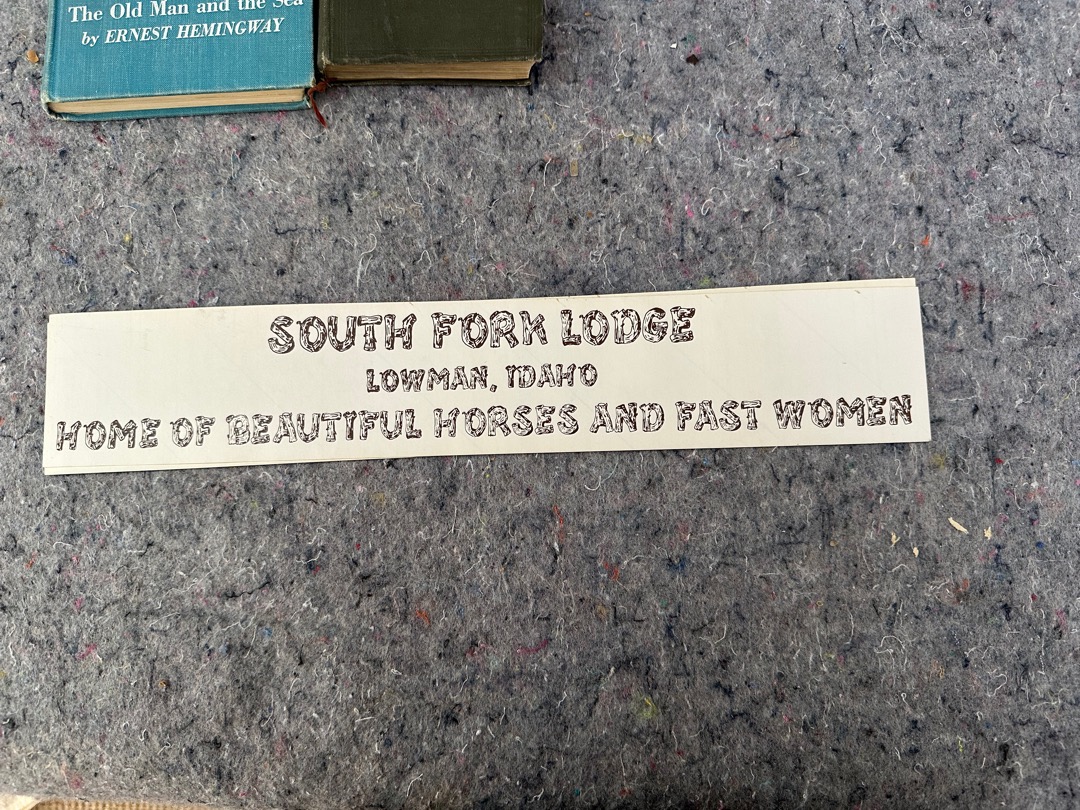 The Old Man and the Sea
by ERNEST HEMINGWAY
SOUTH FORK LODGE
LOWMAN, IDAHO
HOME OF BEAUTIFUL HORSES AND FAST WOMEN